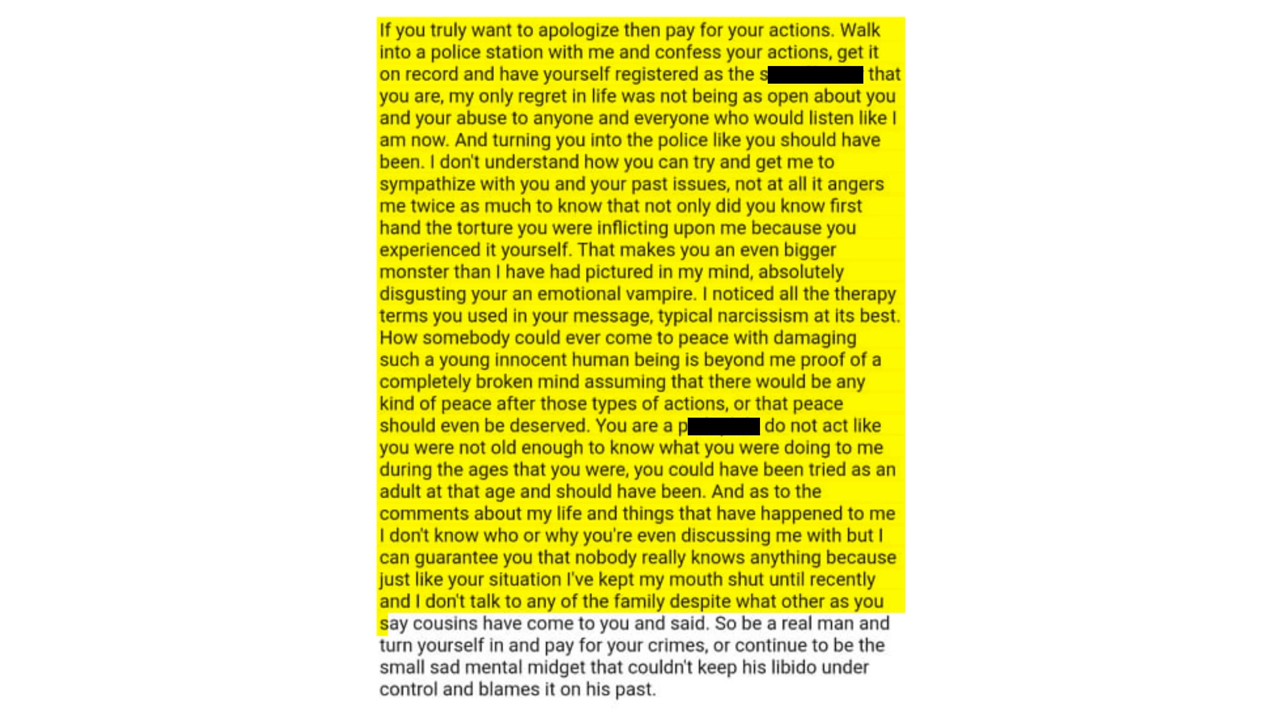 If you truly want to apologize then pay for your actions. Walk
into a police station with me and confess your actions, get it
on record and have yourself registered as the s that
you are, my only regret in life was not being as open about you
and your abuse to anyone and everyone who would listen like I
am now. And turning you into the police like you should have
been. I don't understand how you can try and get me to
sympathize with you and your past issues, not at all it angers
me twice as much to know that not only did you know first
hand the torture you were inflicting upon me because you
experienced it yourself. That makes you an even bigger
monster than I have had pictured in my mind, absolutely
disgusting your an emotional vampire. I noticed all the therapy
terms you used in your message, typical narcissism at its best.
How somebody could ever come to peace with damaging
such a young innocent human being is beyond me proof of a
completely broken mind assuming that there would be any
kind of peace after those types of actions, or that peace
should even be deserved. You are a p do not act like
you were not old enough to know what you were doing to me
during the ages that you were, you could have been tried as an
adult at that age and should have been. And as to the
comments about my life and things that have happened to me
I don't know who or why you're even discussing me with but I
can guarantee you that nobody really knows anything because
just like your situation I've kept my mouth shut until recently
and I don't talk to any of the family despite what other as you
say cousins have come to you and said. So be a real man and
turn yourself in and pay for your crimes, or continue to be the
small sad mental midget that couldn't keep his libido under
control and blames it on his past.